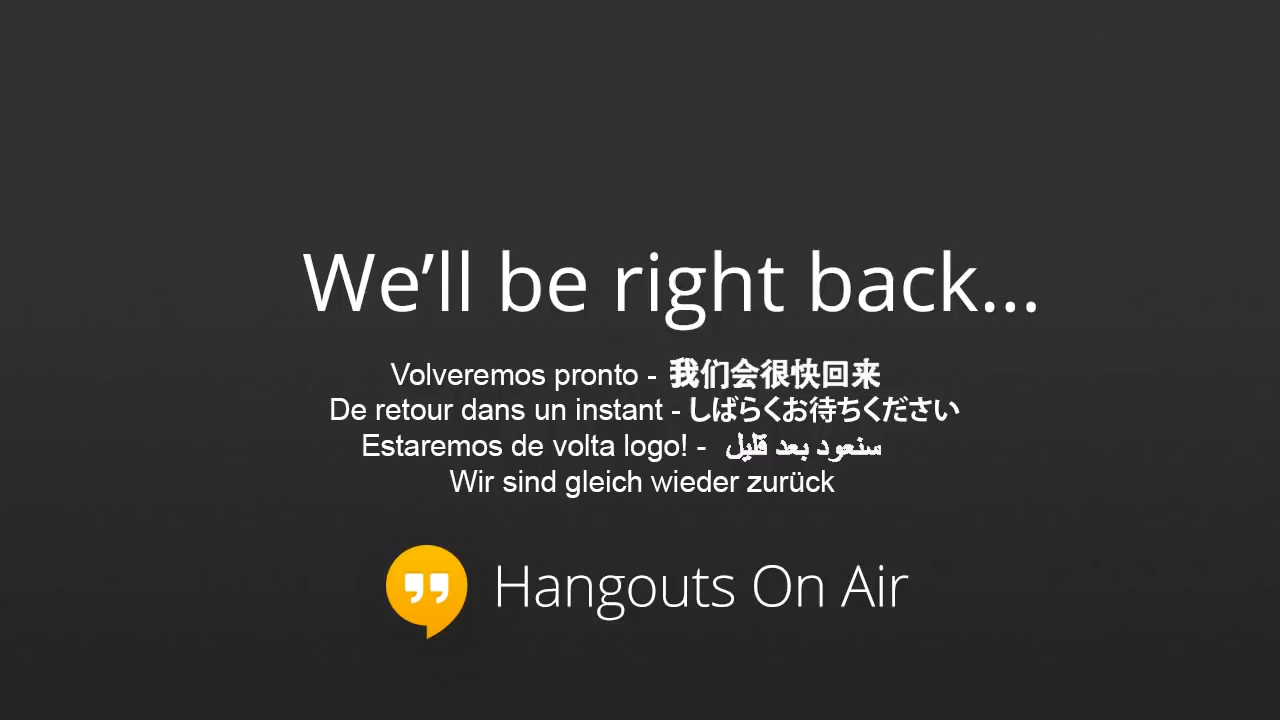 We’ll be right back...
Volveremos pronto - 我们会很快回来
De retour dans un instant - しばらくお待ちください
Estaremos de volta logo! - سنعود بعد قليل
Wir sind gleich wieder zurück
Hangouts On Air